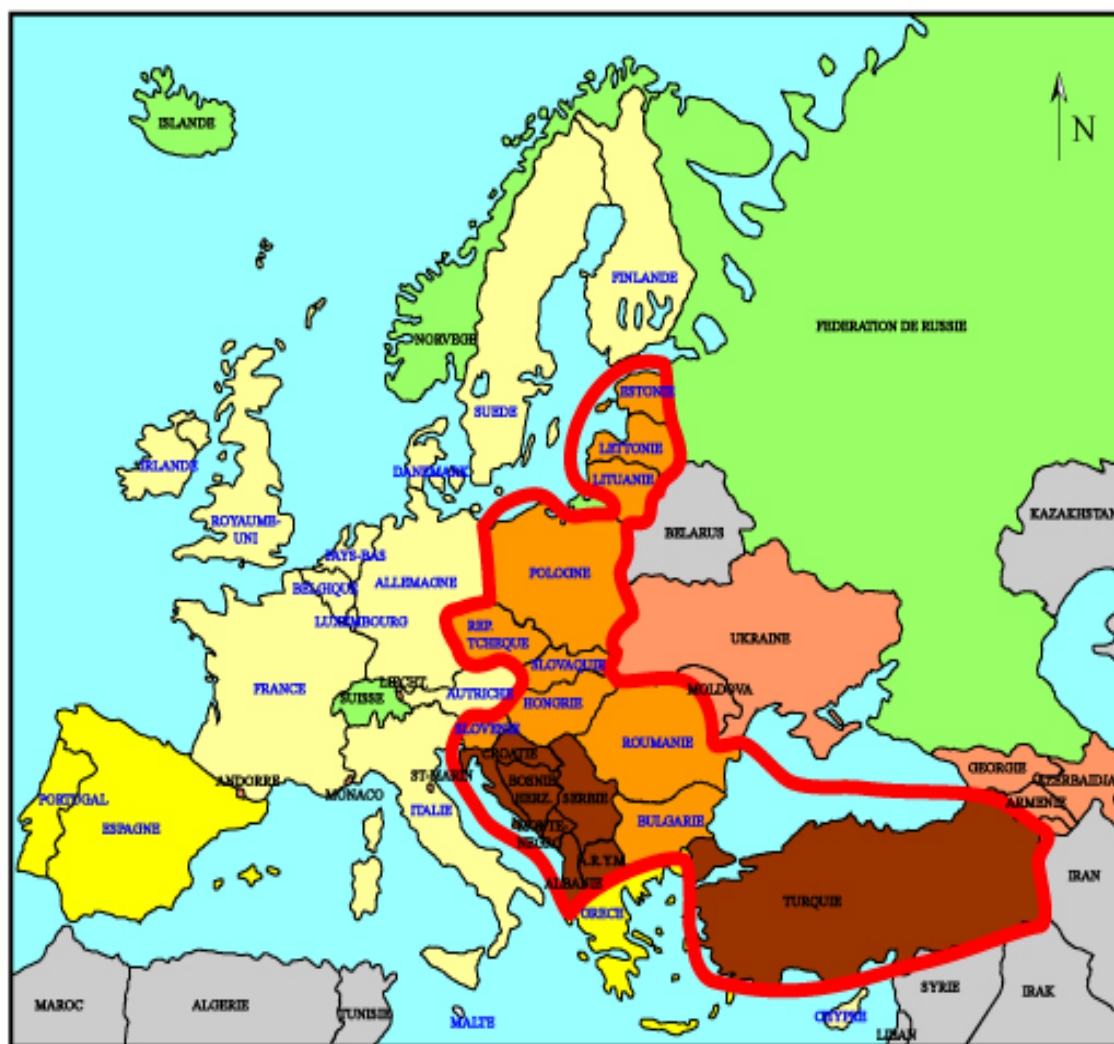 ISLANDE
N
FINLANDE
FEDERATION DE RUSSIE
NORVEGE
ESTONIE
SUEDE
LETTONIE
IRLANDE
DANEMARK
LITUANIE
KAZAKHSTAN
ROYAUME-
UNI
BELARUS
PAYS-BAS
POLOGNE
BELGIQUE
ALLEMAGNE
LUXEMBOURG
REP.
TCHEQUE
UKRAINE
SLOVAQUIE
FRANCE
LIECHT.
SUISSE
AUTRICHE
HONGRIE
MOLDOVA
SLOVENIE
ROUMANIE
CROATIE
GEORGIE
ST-MARIN
BOSNIE
HERZ.
SERBIE
AZERBAIDJA
ANDORRE
MONACO
PORTUGAL
ITALIE
ARMENIE
ESPAGNE
MONTE-
NEGRO
BULGARIE
A.R.Y.M
IRAN
ALBANIE
TURQUIE
GRECE
MAROC
ALGERIE
TUNISIE
MALTE
CHYPRE
SYRIE
IRAK
LIBAN